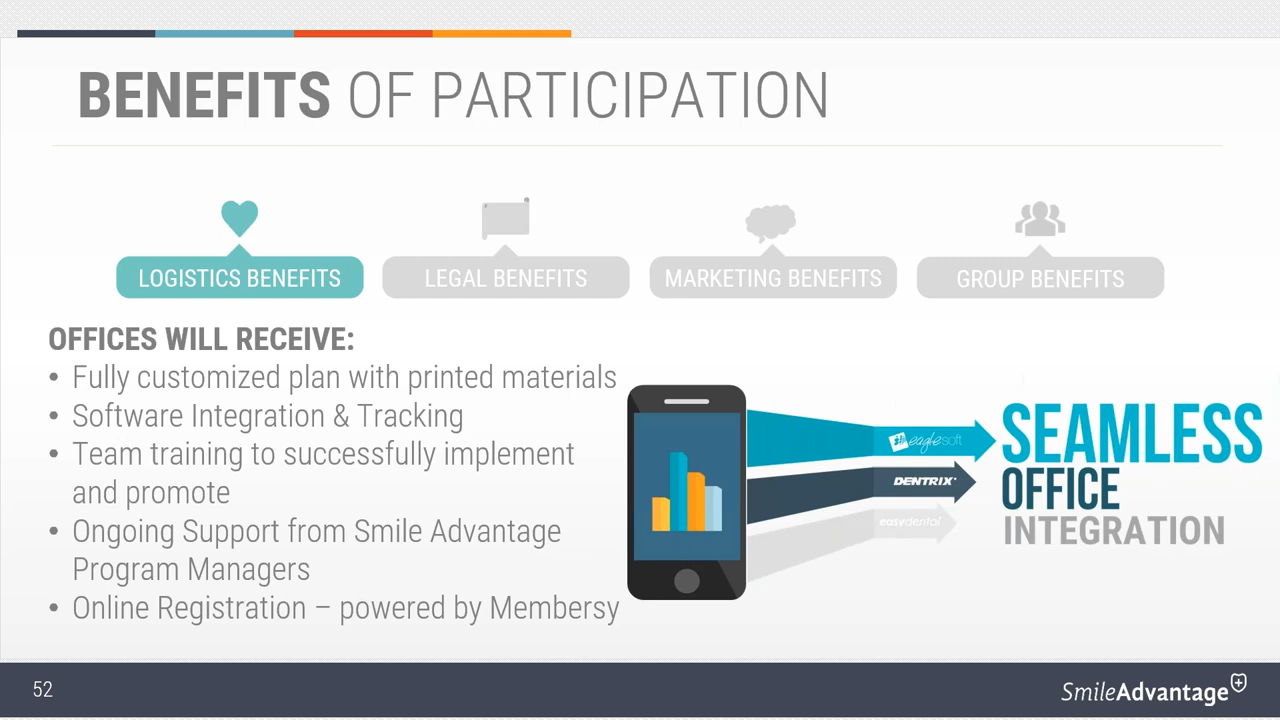 BENEFITS OF PARTICIPATION
LOGISTICS BENEFITS
LEGAL BENEFITS
MARKETING BENEFITS
GROUP BENEFITS
OFFICES WILL RECEIVE:
• Fully customized plan with printed materials
• Software Integration & Tracking
• Team training to successfully implement
and promote
• Ongoing Support from Smile Advantage
Program Managers
• Online Registration – powered by Membersy
eaglesoft
DENTRIX
easydental
SEAMLESS
OFFICE
INTEGRATION
52
SmileAdvantage